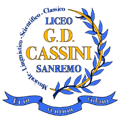 Musicale - Linguistico - Scientifico - Classico
LICEO
G.D.
CASSINI
SANREMO